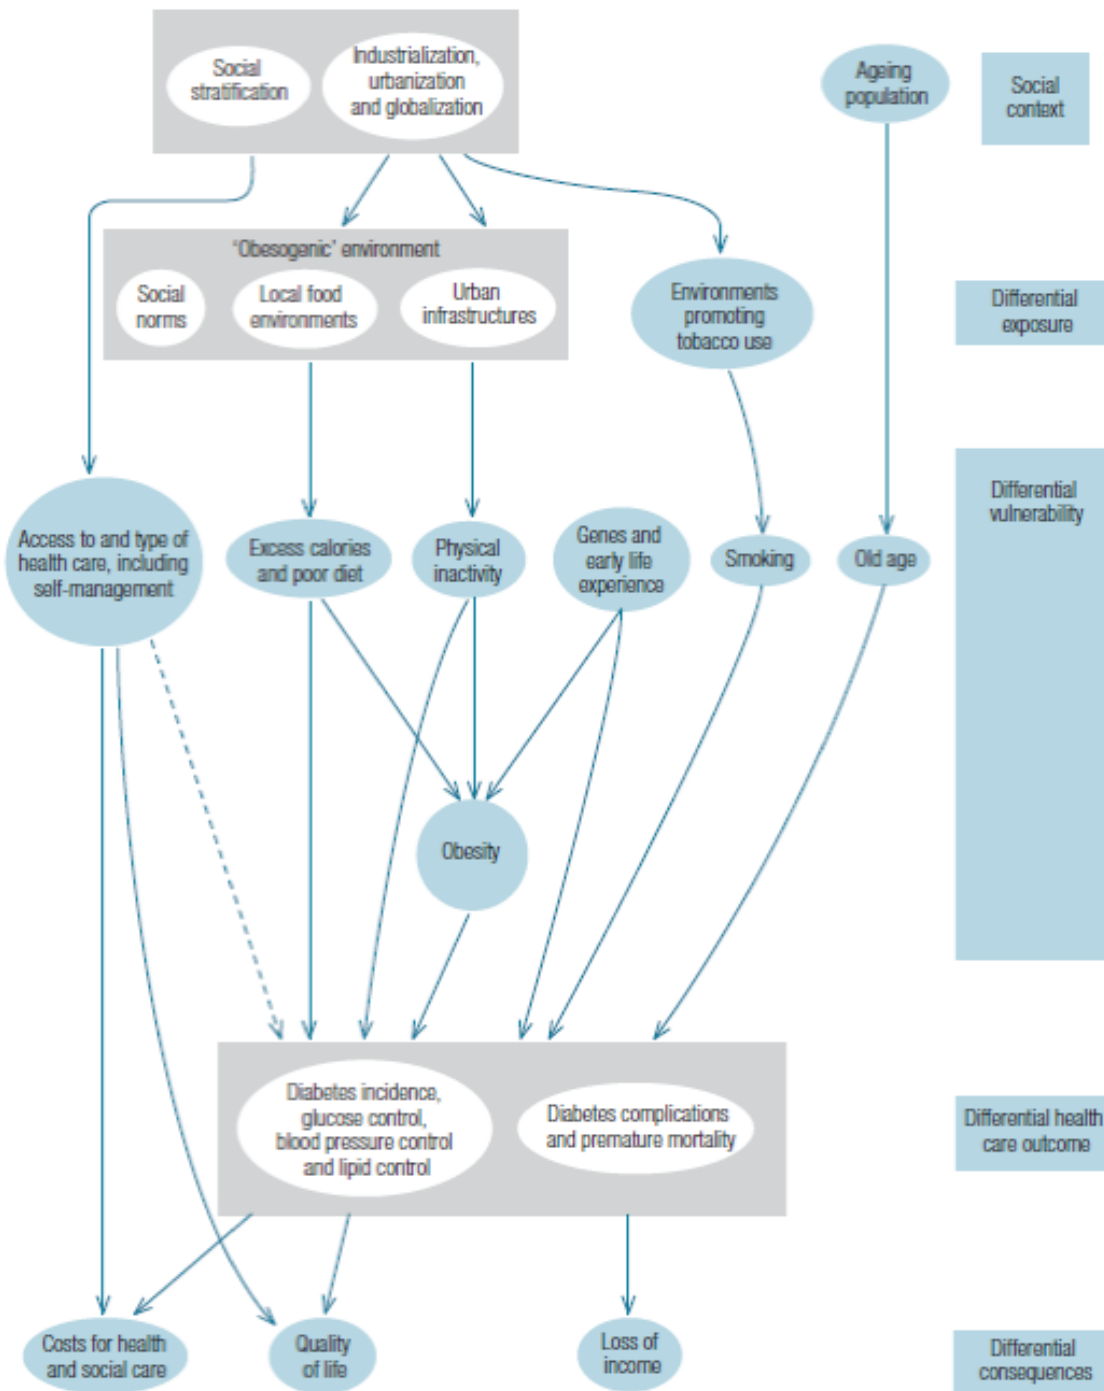 Social
stratification
Industrialization,
urbanization
and globalization
Ageing
population
Social
context
‘Obesogenic’ environment
Social
norms
Local food
environments
Urban
infrastructures
Environments
promoting
tobacco use
Differential
exposure
Access to and type of
health care, including
self-management
Excess calories
and poor diet
Physical
inactivity
Genes and
early life
experience
Smoking
Old age
Differential
vulnerability
Obesity
Diabetes incidence,
glucose control,
blood pressure control
and lipid control
Diabetes complications
and premature mortality
Differential health
care outcome
Costs for health
and social care
Quality
of life
Loss of
income
Differential
consequences